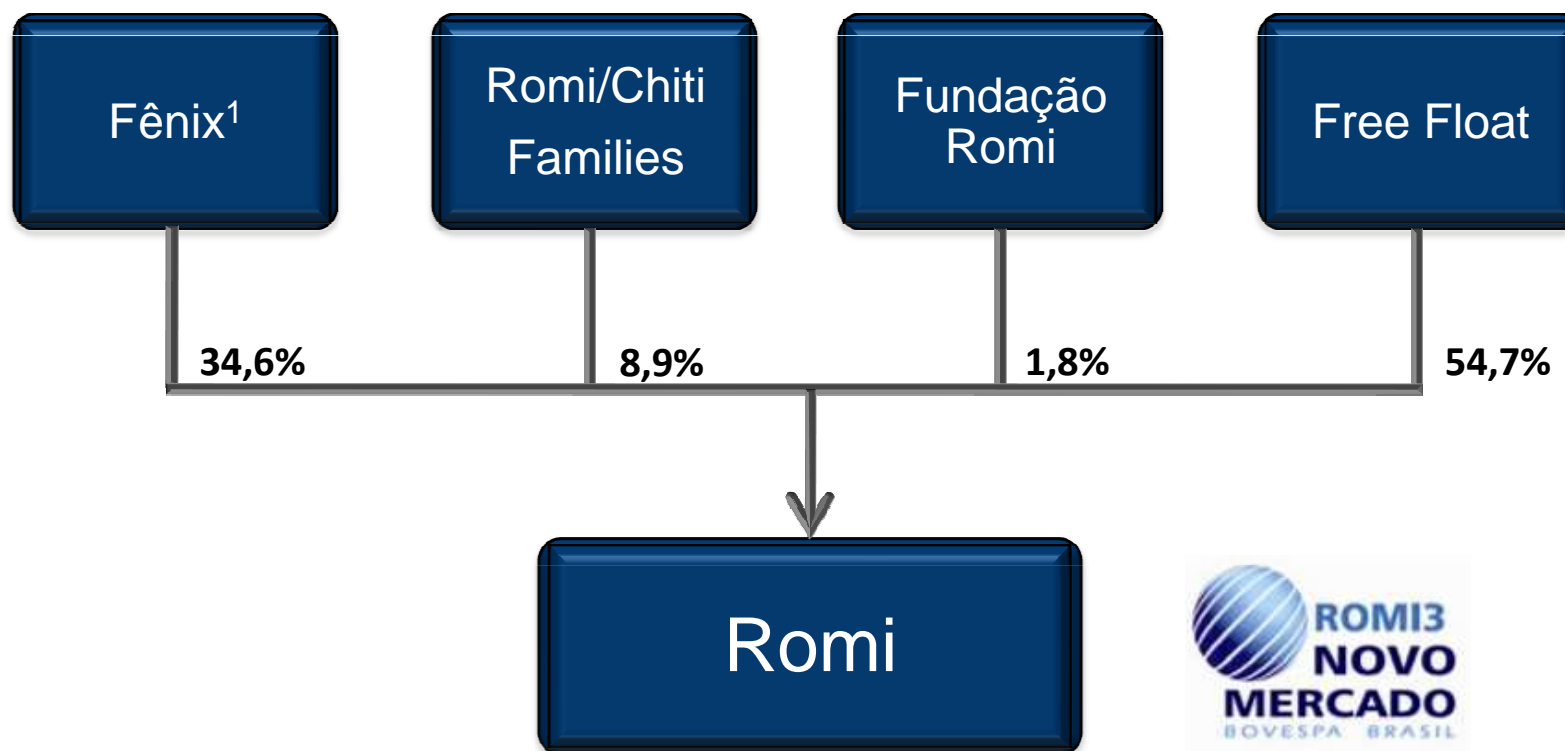 Fênix¹
Romi/Chiti
Families
Fundação
Romi
Free Float
34,6%
8,9%
1,8%
54,7%
Romi
ROMI3
NOVO
MERCADO
BOVESPA BRASIL